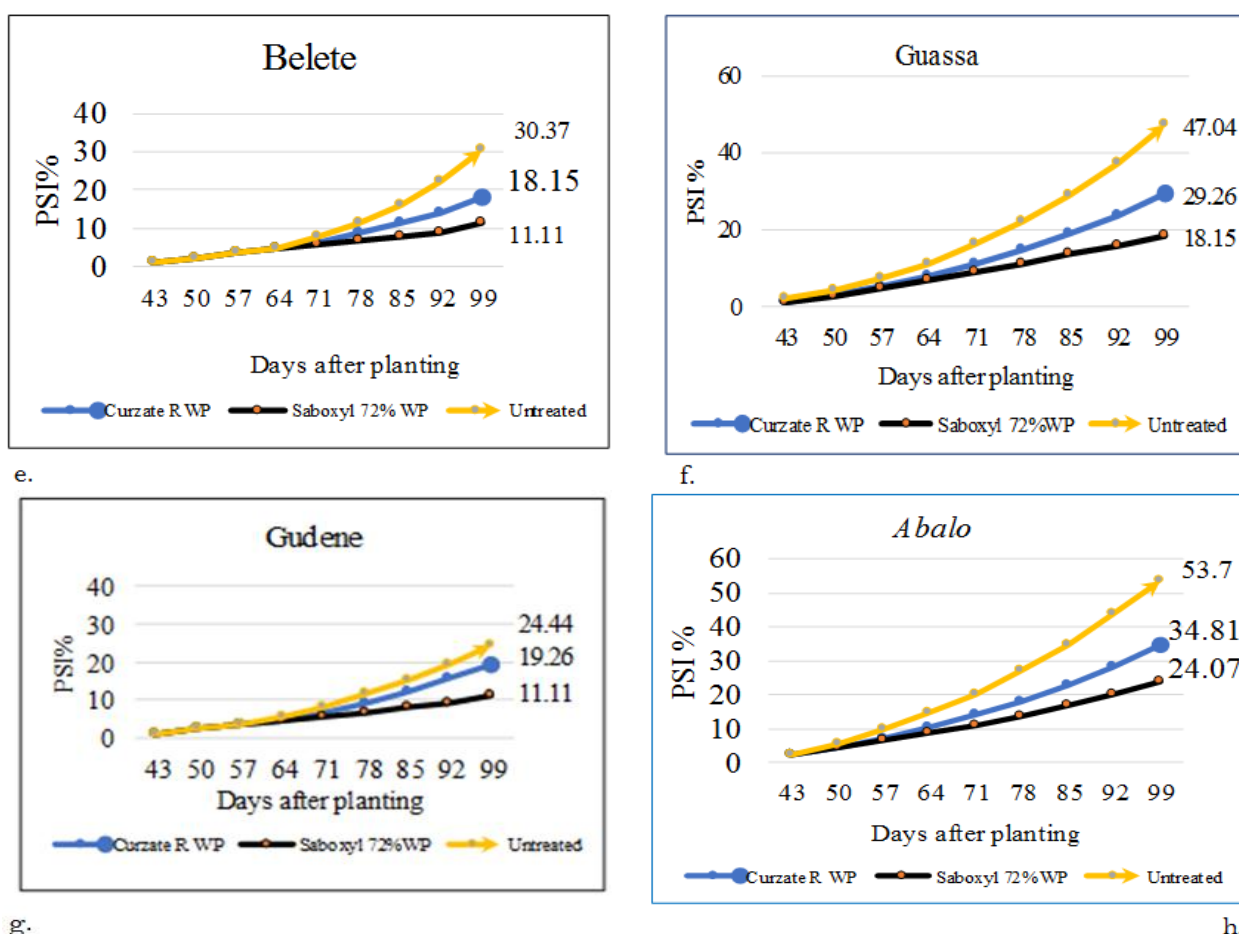 Belete
PSI%
40
30
20
10
0
30.37
18.15
11.11
43 50 57 64 71 78 85 92 99
Days after planting
Curzate R WP Saboxyl 72% WP Untreated
e.
Guassa
PSI %
60
40
20
0
47.04
29.26
18.15
43 50 57 64 71 78 85 92 99
Days after planting
Curzate R WP Saboxyl 72%WP Untreated
f.
Gudene
PSI%
40
30
20
10
0
24.44
19.26
11.11
43 50 57 64 71 78 85 92 99
Days after planting
Curzate R WP Saboxyl 72%WP Untreated
g.
Abalo
PSI %
60
50
40
30
20
10
0
53.7
34.81
24.07
43 50 57 64 71 78 85 92 99
Days after planting
Curzate R WP Saboxyl 72%WP Untreated
h